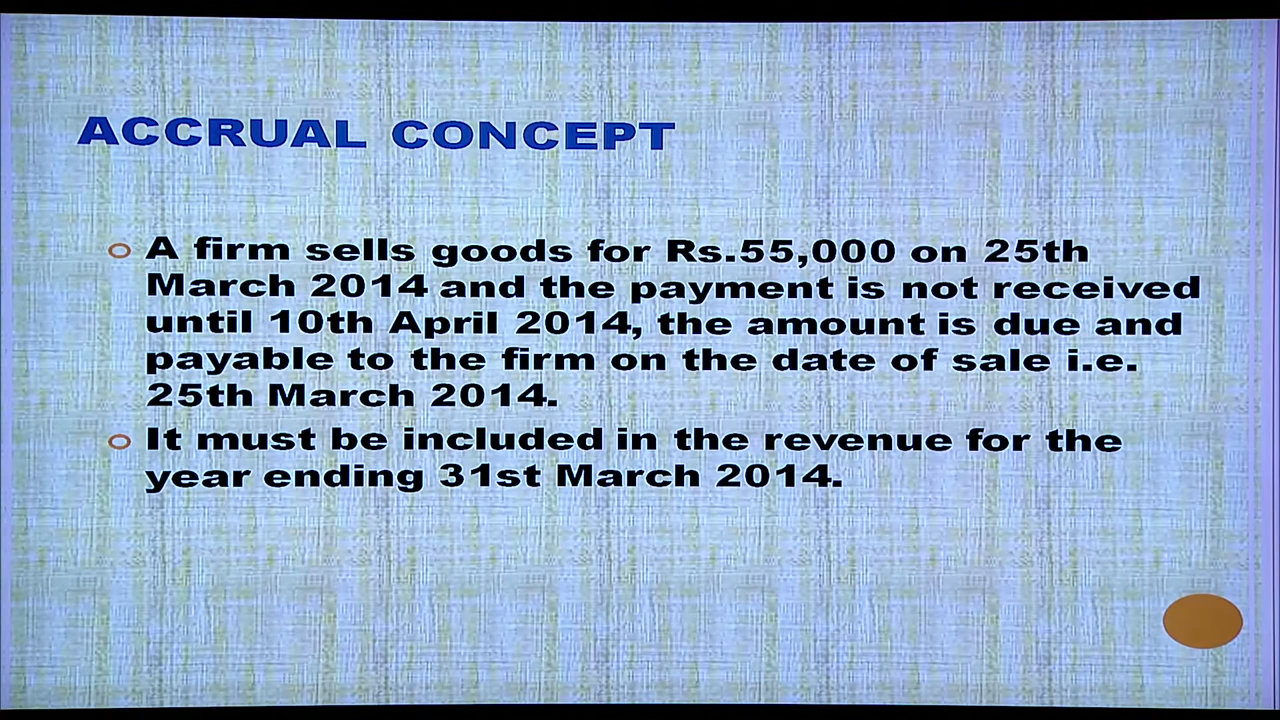 ACCRUAL CONCEPT
A firm sells goods for Rs.55,000 on 25th
March 2014 and the payment is not received
until 10th April 2014, the amount is due and
payable to the firm on the date of sale i.e.
25th March 2014.
It must be included in the revenue for the
year ending 31st March 2014.